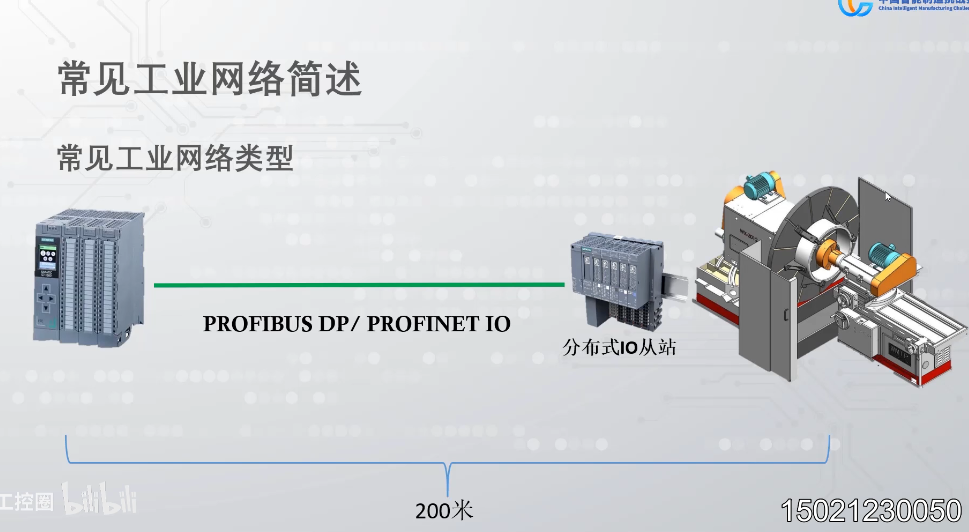 China Intelligent Manufacturing Challe
常见工业网络简述
常见工业网络类型
PROFIBUS DP/ PROFINET IO
分布式IO从站
200米
工控圈 bilibili
15021230050